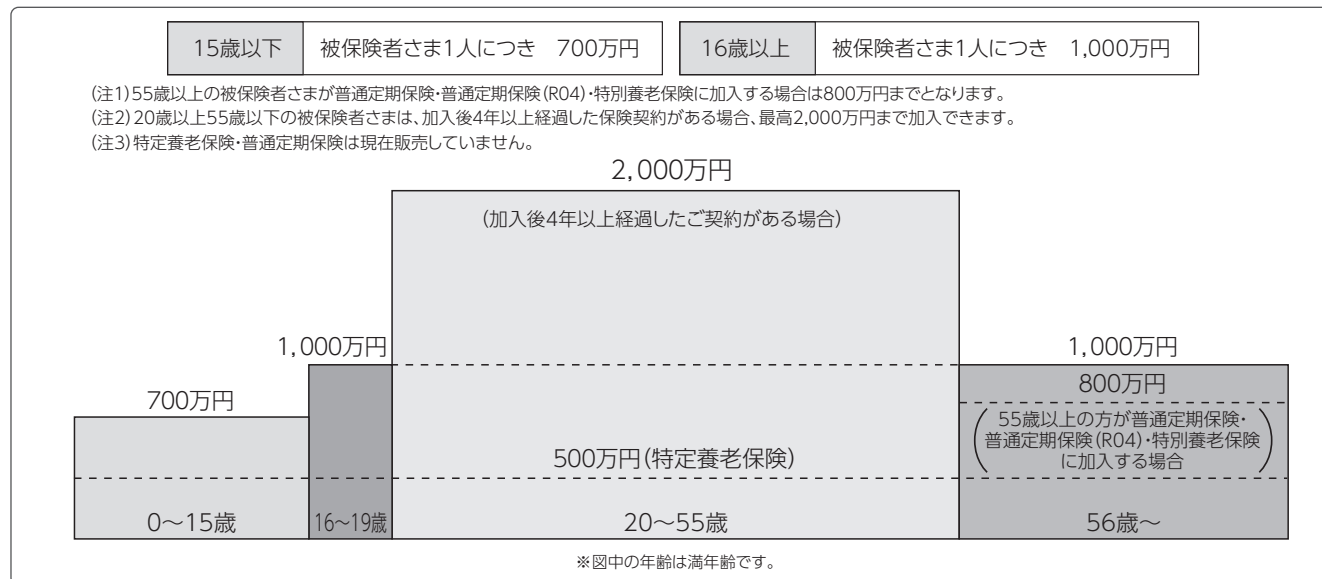 15歳以下 被保険者さま1人につき 700万円 16歳以上 被保険者さま1人につき 1,000万円
(注1)55歳以上の被保険者さまが普通定期保険・普通定期保険(R04)・特別養老保険に加入する場合は800万円までとなります。
(注2)20歳以上55歳以下の被保険者さまは、加入後4年以上経過した保険契約がある場合、最高2,000万円まで加入できます。
(注3)特定養老保険・普通定期保険は現在販売していません。
2,000万円
(加入後4年以上経過したご契約がある場合)
1,000万円
1,000万円
700万円
800万円
(55歳以上の方が普通定期保険・
普通定期保険(R04)・特別養老保険
に加入する場合)
500万円(特定養老保険)
0〜15歳 16〜19歳 20〜55歳 56歳〜
※図中の年齢は満年齢です。